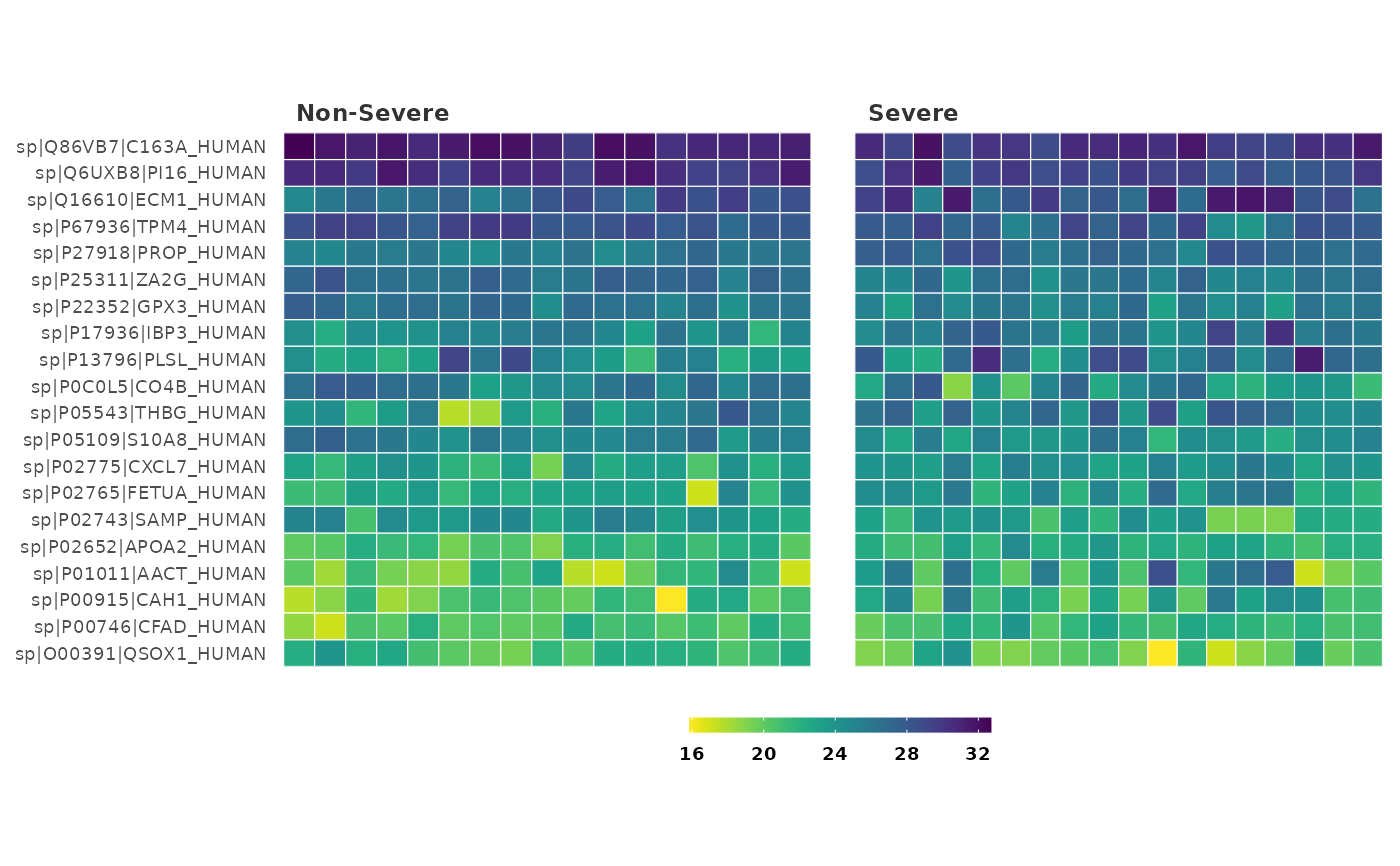 Non-Severe
Severe
sp|Q86VB7|C163A_HUMAN
sp|Q6UXB8|PI16_HUMAN
sp|Q16610|ECM1_HUMAN
sp|P67936|TPM4_HUMAN
sp|P27918|PROP_HUMAN
sp|P25311|ZA2G_HUMAN
sp|P22352|GPX3_HUMAN
sp|P17936|IBP3_HUMAN
sp|P13796|PLSL_HUMAN
sp|P0C0L5|CO4B_HUMAN
sp|P05543|THBG_HUMAN
sp|P05109|S10A8_HUMAN
sp|P02775|CXCL7_HUMAN
sp|P02765|FETUA_HUMAN
sp|P02743|SAMP_HUMAN
sp|P02652|APOA2_HUMAN
sp|P01011|AACT_HUMAN
sp|P00915|CAH1_HUMAN
sp|P00746|CFAD_HUMAN
sp|O00391|QSOX1_HUMAN
16 20 24 28 32